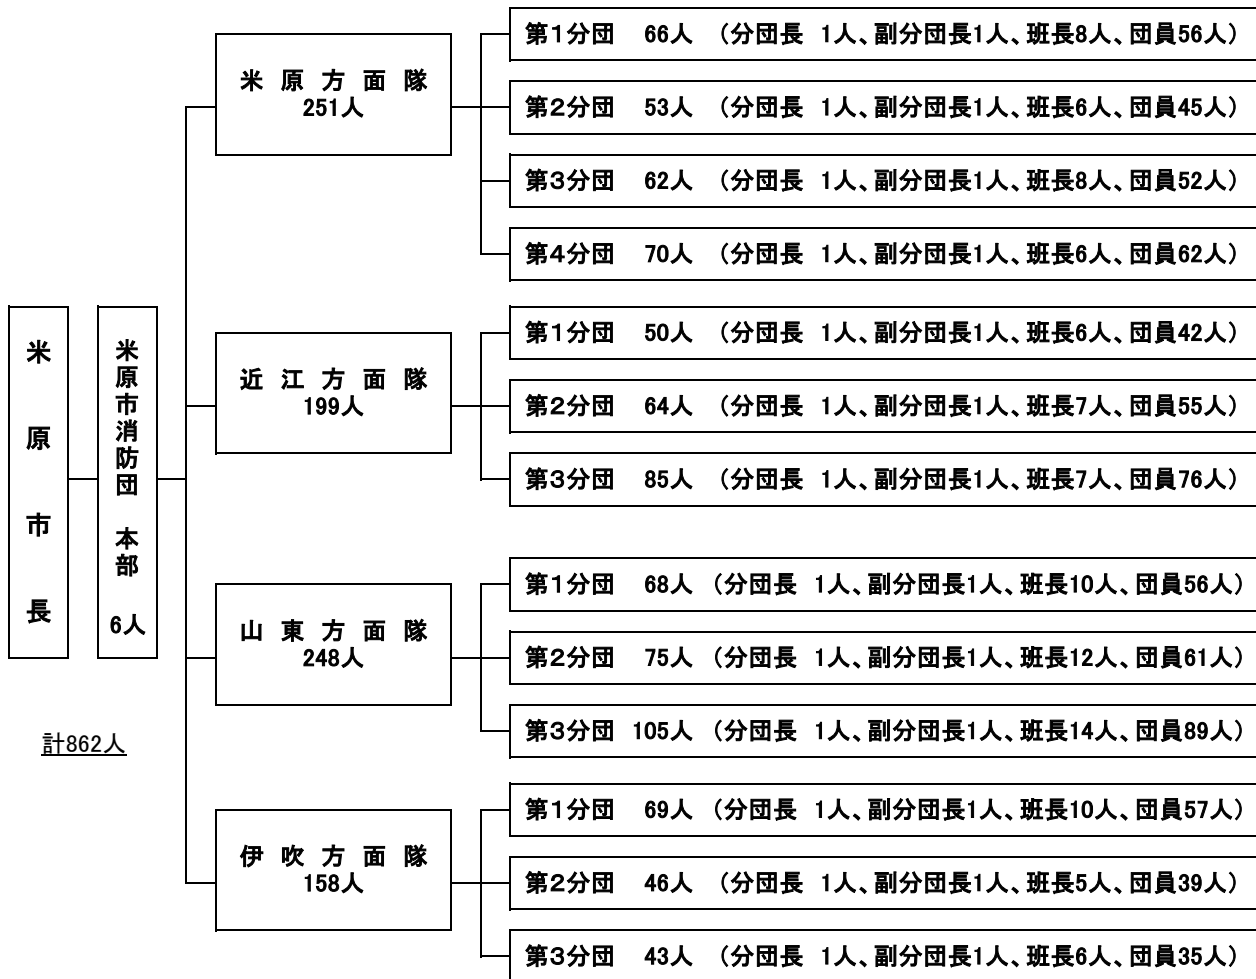 米原市長
米原市消防団 本部 6人
計862人
米原方面隊
251人
第1分団 66人 （分団長 1人、副分団長1人、班長8人、団員56人）
第2分団 53人 （分団長 1人、副分団長1人、班長6人、団員45人）
第3分団 62人 （分団長 1人、副分団長1人、班長8人、団員52人）
第4分団 70人 （分団長 1人、副分団長1人、班長6人、団員62人）
近江方面隊
199人
第1分団 50人 （分団長 1人、副分団長1人、班長6人、団員42人）
第2分団 64人 （分団長 1人、副分団長1人、班長7人、団員55人）
第3分団 85人 （分団長 1人、副分団長1人、班長7人、団員76人）
山東方面隊
248人
第1分団 68人 （分団長 1人、副分団長1人、班長10人、団員56人）
第2分団 75人 （分団長 1人、副分団長1人、班長12人、団員61人）
第3分団 105人 （分団長 1人、副分団長1人、班長14人、団員89人）
伊吹方面隊
158人
第1分団 69人 （分団長 1人、副分団長1人、班長10人、団員57人）
第2分団 46人 （分団長 1人、副分団長1人、班長5人、団員39人）
第3分団 43人 （分団長 1人、副分団長1人、班長6人、団員35人）